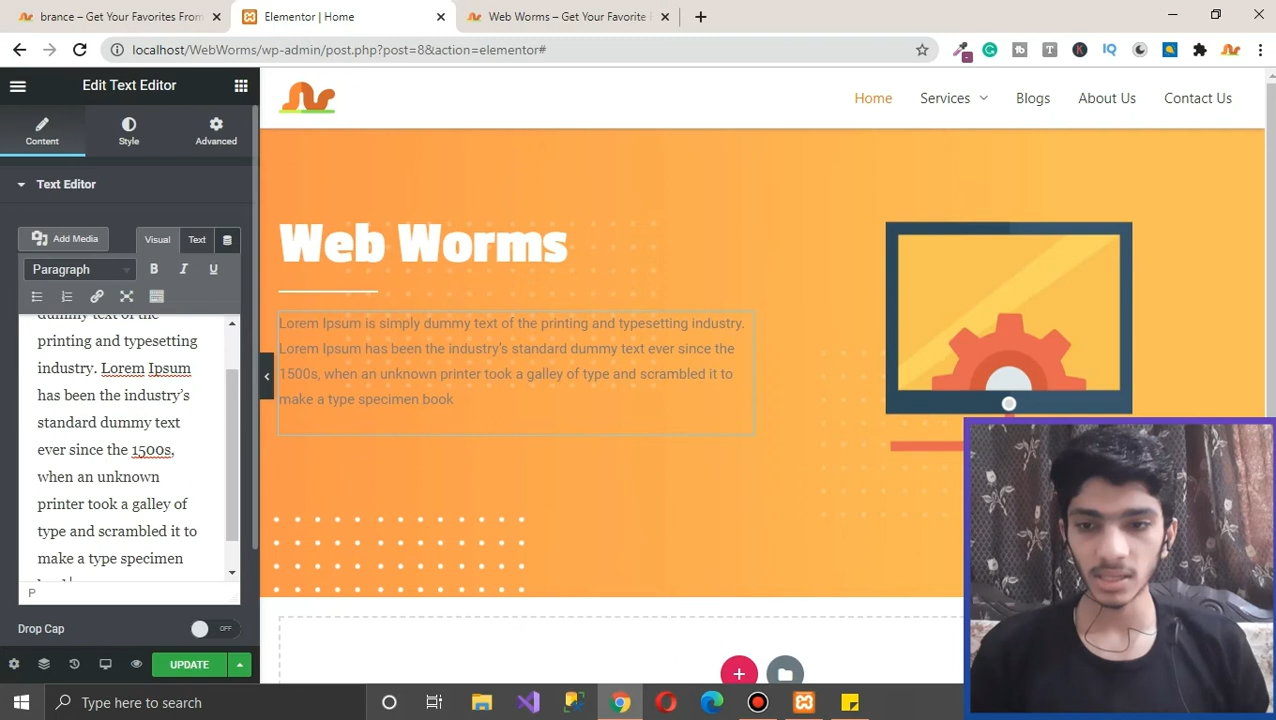 brance – Get Your Favorites From
Elementor | Home
Web Worms – Get Your Favorite
localhost/WebWorms/wp-admin/post.php?post=8&action=elementor#
Edit Text Editor
Content
Style
Advanced
Text Editor
Add Media
Visual
Text
Paragraph
B
I
U
dummy text of the
printing and typesetting
industry. Lorem Ipsum
has been the industry's
standard dummy text
ever since the 1500s,
when an unknown
printer took a galley of
type and scrambled it to
make a type specimen
P
Drop Cap
OFF
UPDATE
Home
Services
Blogs
About Us
Contact Us
Web Worms
Lorem Ipsum is simply dummy text of the printing and typesetting industry.
Lorem Ipsum has been the industry's standard dummy text ever since the
1500s, when an unknown printer took a galley of type and scrambled it to
make a type specimen book
Type here to search